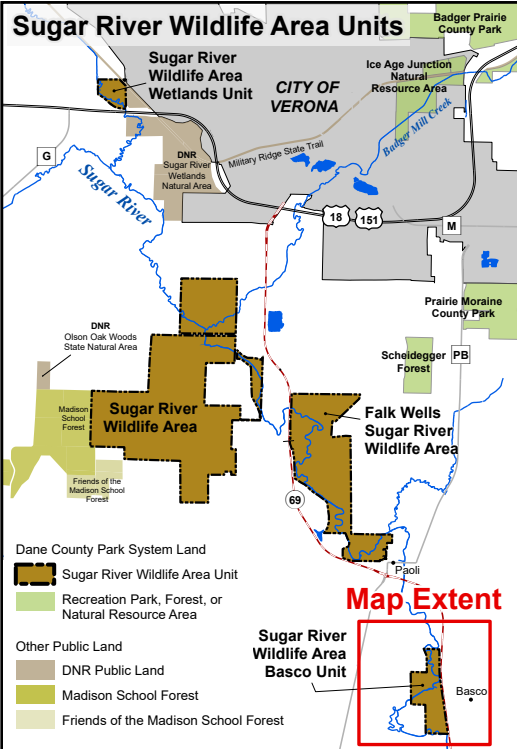 Sugar River Wildlife Area Units
Badger Prairie
County Park
Sugar River
Wildlife Area
Wetlands Unit
CITY OF
VERONA
Ice Age Junction
Natural
Resource Area
Badger Mill Creek
Military Ridge State Trail
G
DNR
Sugar River
Wetlands
Natural Area
Sugar River
18
151
M
Prairie Moraine
County Park
DNR
Olson Oak Woods
State Natural Area
Scheidegger
Forest
PB
Madison
School
Forest
Sugar River
Wildlife Area
Falk Wells
Sugar River
Wildlife Area
Friends of the
Madison School
Forest
69
Paoli
Dane County Park System Land
Sugar River Wildlife Area Unit
Recreation Park, Forest, or
Natural Resource Area
Other Public Land
DNR Public Land
Madison School Forest
Friends of the Madison School Forest
Map Extent
Sugar River
Wildlife Area
Basco Unit
Basco